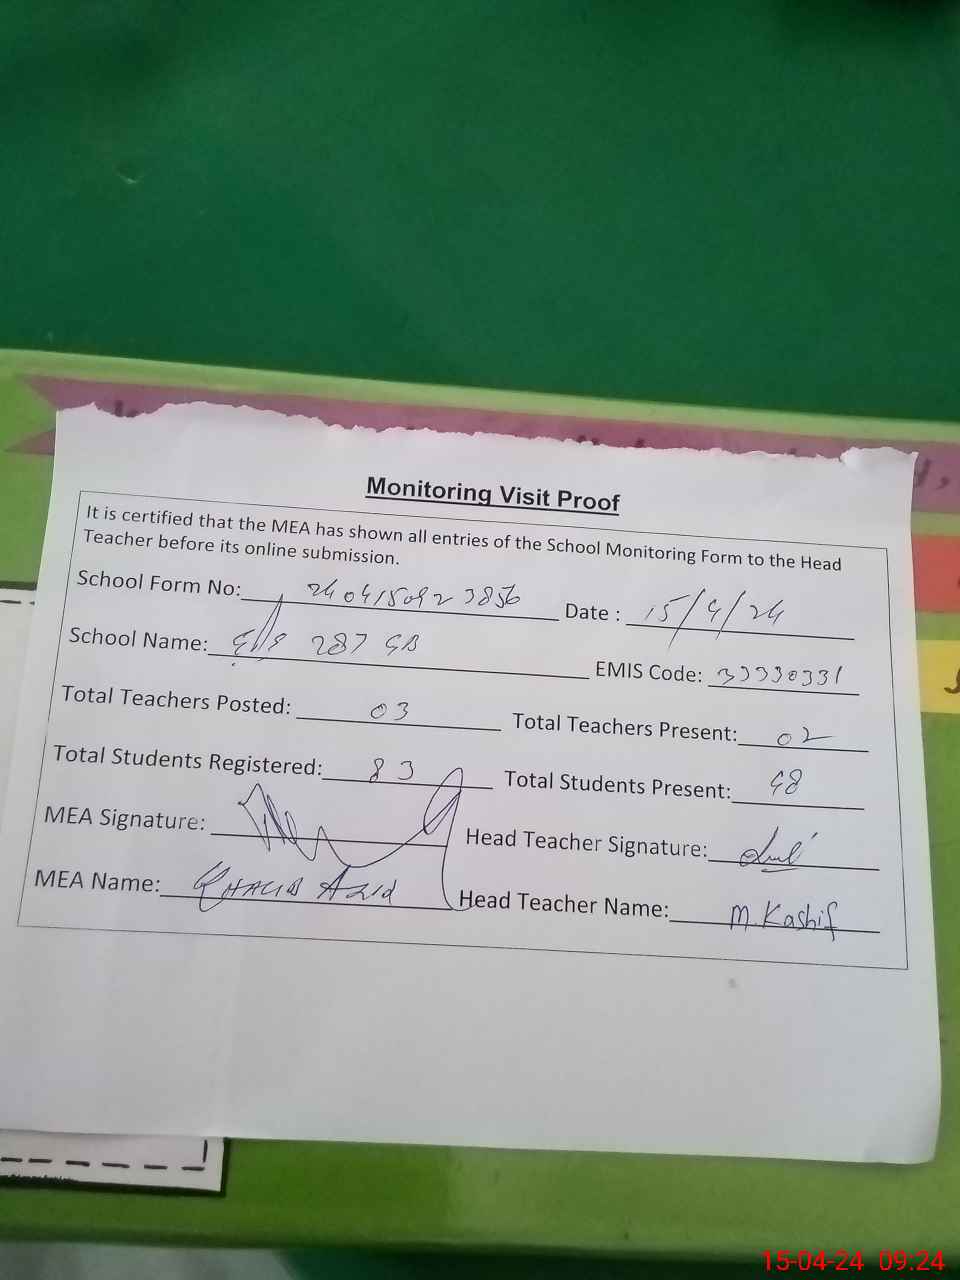 Monitoring Visit Proof
It is certified that the MEA has shown all entries of the School Monitoring Form to the Head
Teacher before its online submission.
School Form No: Date : 15/4/24
School Name: 287 GB EMIS Code: 33330331
Total Teachers Posted: 03 Total Teachers Present: 02
Total Students Registered: 83 Total Students Present: 48
MEA Signature: Head Teacher Signature:
MEA Name: Head Teacher Name: M. Kashif
15-04-24 09:24